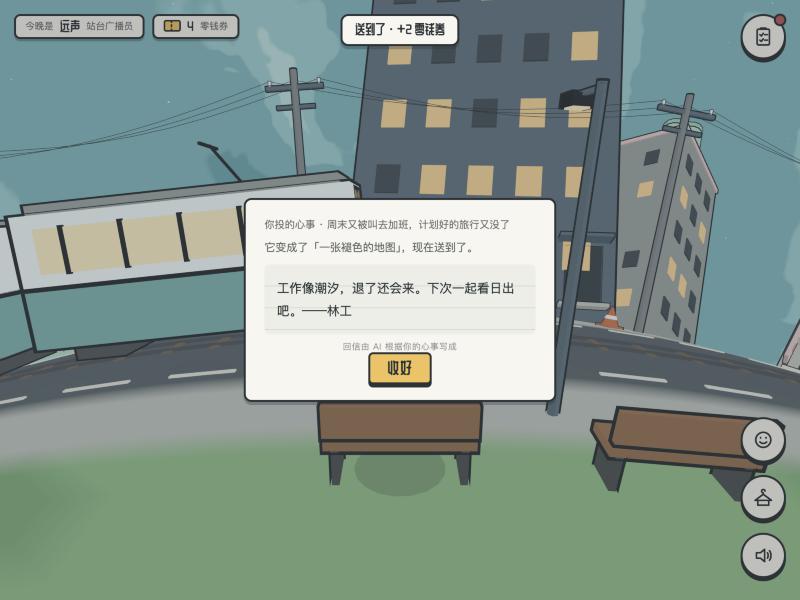 今晚是 远声 站台广播员
4 零钱券
送到了 · +2 零钱券
你投的心事 · 周末又被叫去加班，计划好的旅行又没了
它变成了「一张褪色的地图」，现在送到了。
工作像潮汐，退了还会来。下次一起看日出
吧。——林工
回信由 AI 根据你的心事写成
收好